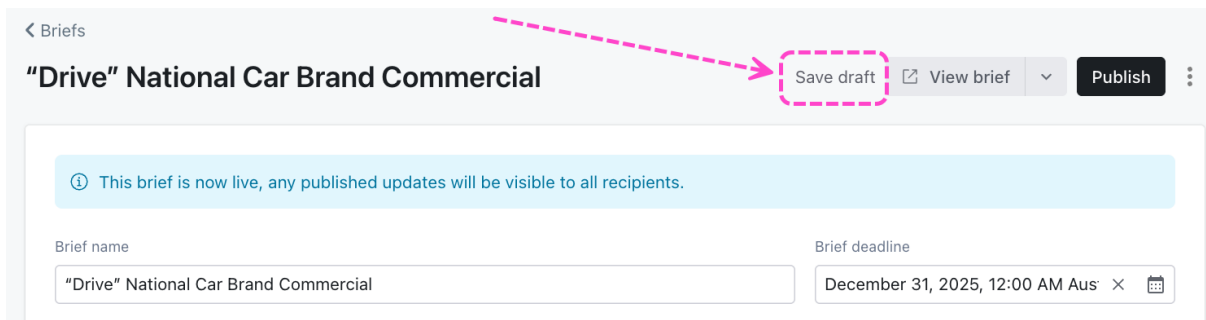 Briefs
“Drive” National Car Brand Commercial
Save draft
View brief
Publish
This brief is now live, any published updates will be visible to all recipients.
Brief name
Brief deadline
“Drive” National Car Brand Commercial
December 31, 2025, 12:00 AM Aus